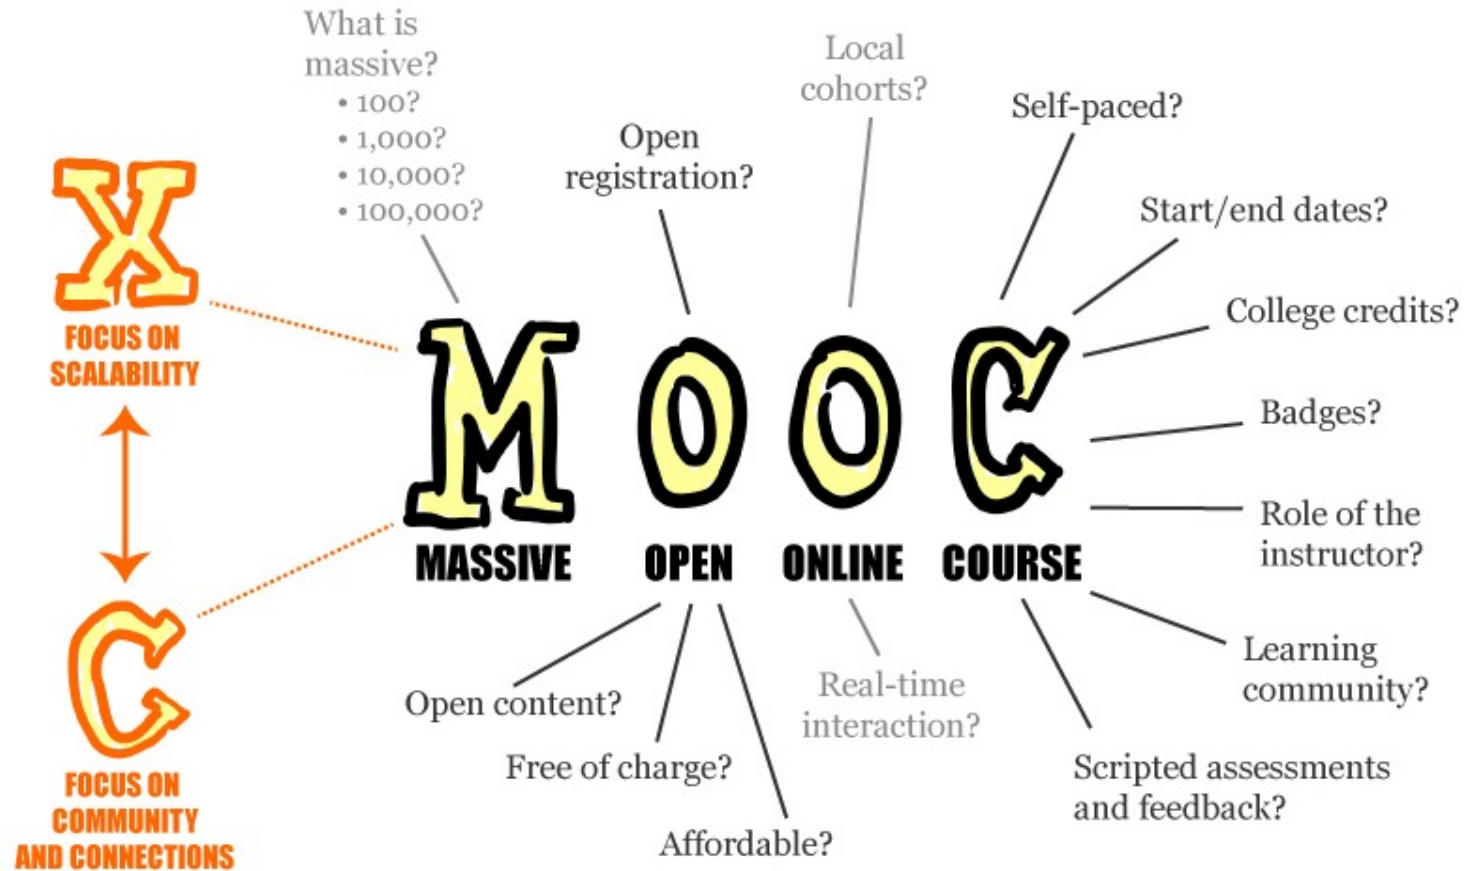 What is
massive?
• 100?
• 1,000?
• 10,000?
• 100,000?
Open
registration?
Local
cohorts?
Self-paced?
Start/end dates?
College credits?
Badges?
Role of the
instructor?
Learning
community?
Scripted assessments
and feedback?
X
FOCUS ON
SCALABILITY
C
FOCUS ON
COMMUNITY
AND CONNECTIONS
MOOC
MASSIVE OPEN ONLINE COURSE
Open content?
Free of charge?
Affordable?
Real-time
interaction?